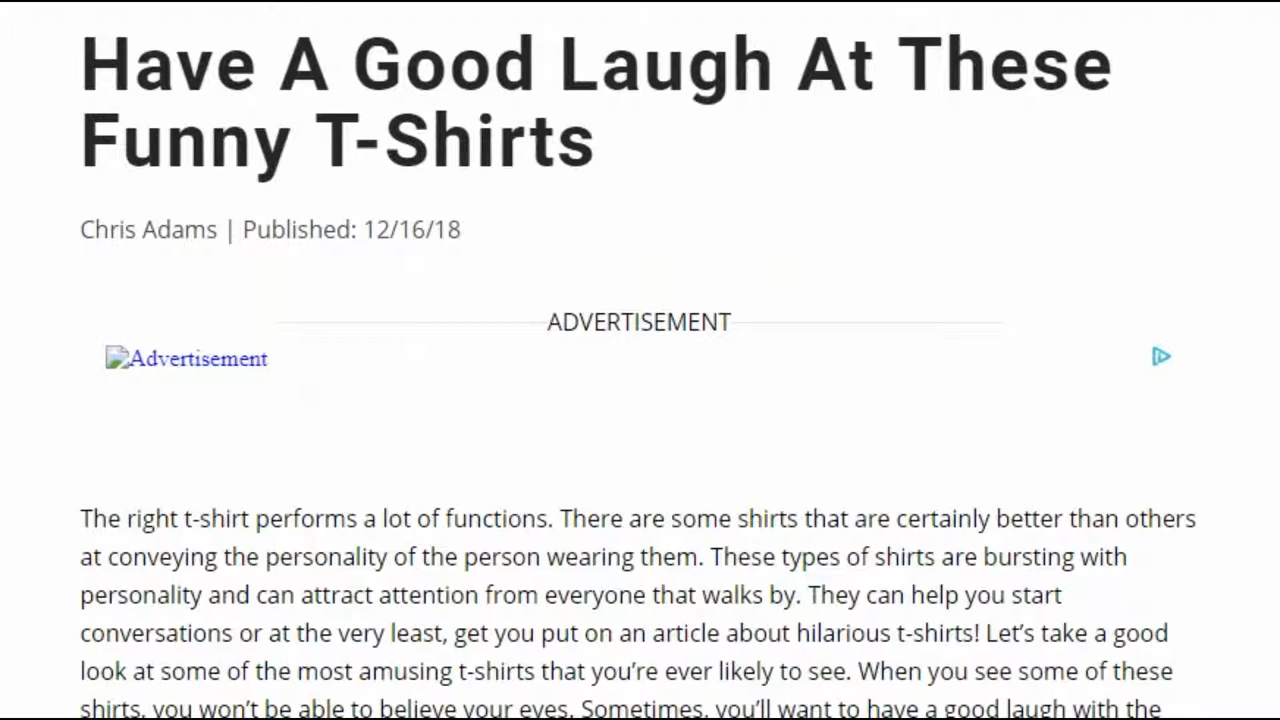 Have A Good Laugh At These
Funny T-Shirts
Chris Adams | Published: 12/16/18
ADVERTISEMENT
Advertisement
The right t-shirt performs a lot of functions. There are some shirts that are certainly better than others
at conveying the personality of the person wearing them. These types of shirts are bursting with
personality and can attract attention from everyone that walks by. They can help you start
conversations or at the very least, get you put on an article about hilarious t-shirts! Let’s take a good
look at some of the most amusing t-shirts that you’re ever likely to see. When you see some of these
shirts, you won’t be able to believe your eyes. Sometimes, you’ll want to have a good laugh with the